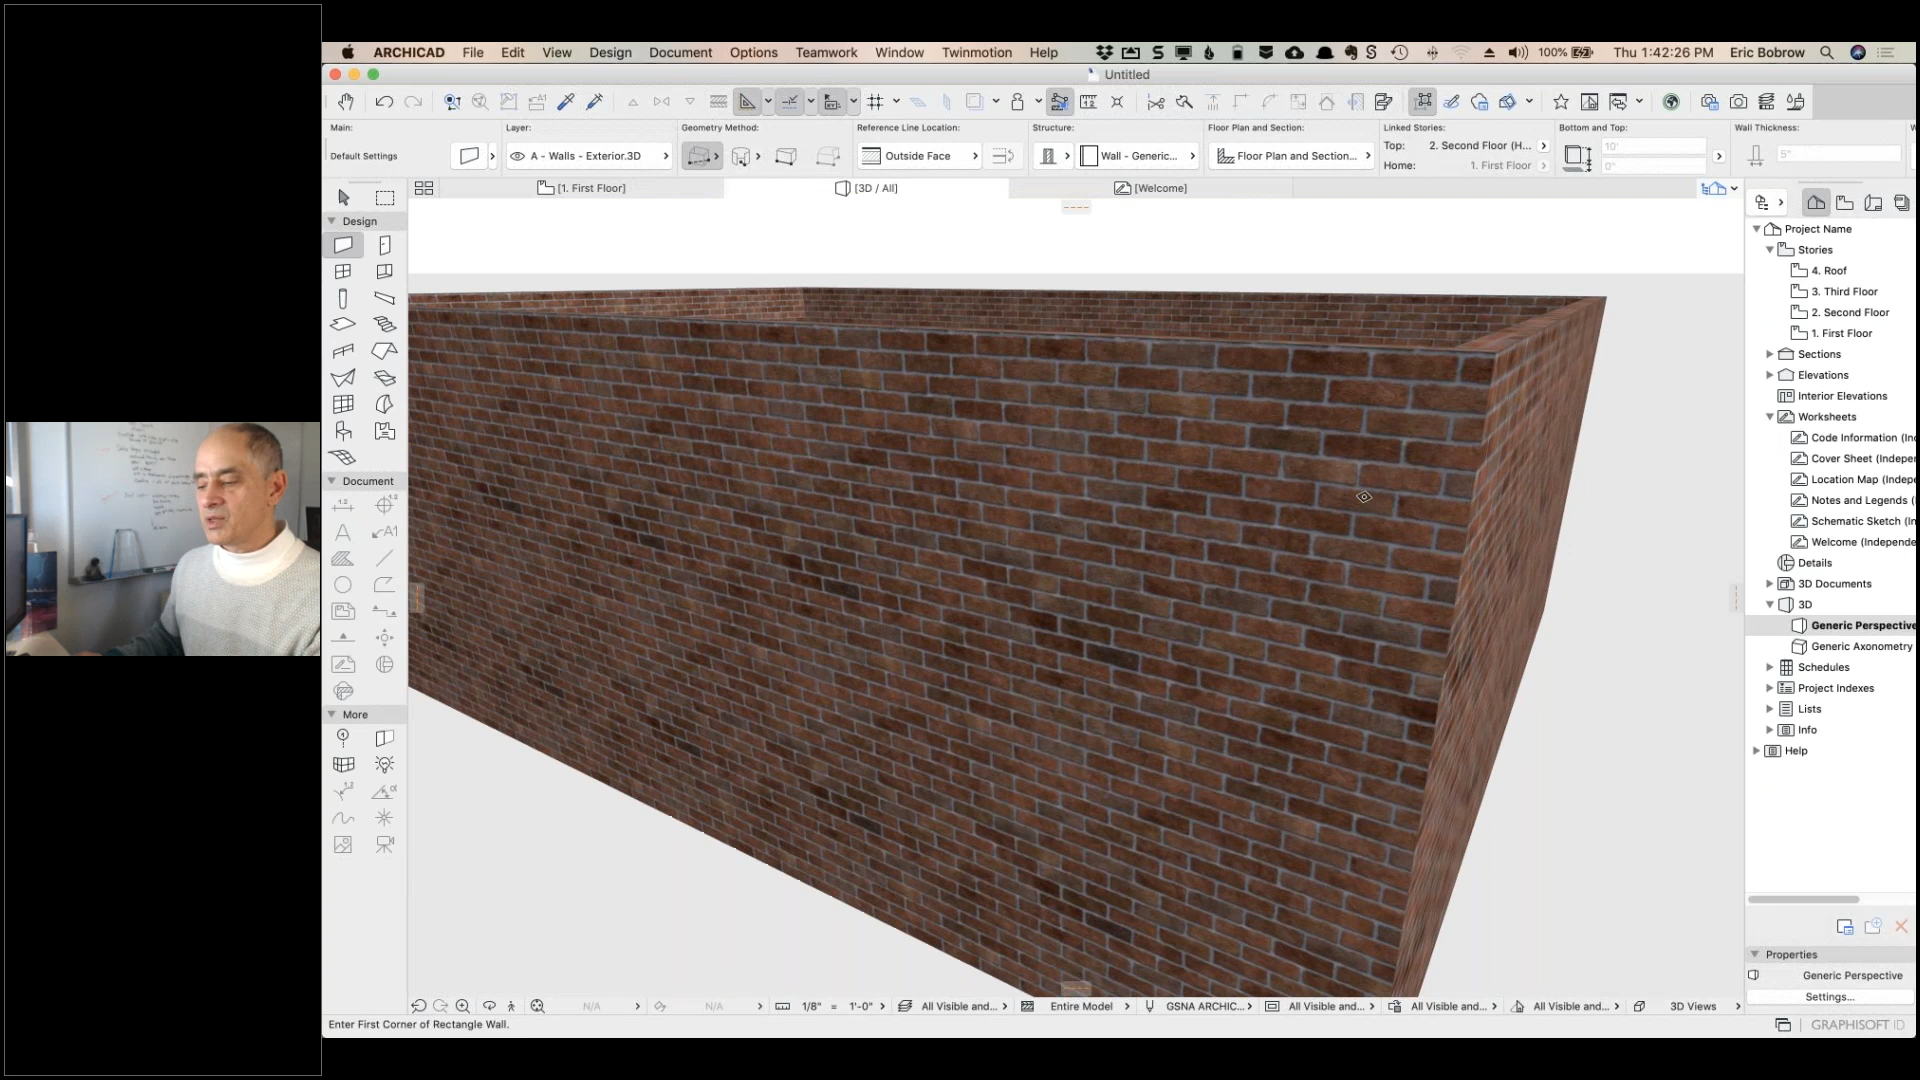 ARCHICAD File Edit View Design Document Options Teamwork Window Twinmotion Help 100% Thu 1:42:26 PM Eric Bobrow
Untitled
Main: Layer: Geometry Method: Reference Line Location: Structure: Floor Plan and Section: Linked Stories: Bottom and Top: Wall Thickness:
Default Settings A - Walls - Exterior.3D Outside Face Wall - Generic... Floor Plan and Section... Top: 2. Second Floor (H... 10' 5"
Home: 1. First Floor 0"
[1. First Floor] [3D / All] [Welcome]
Design
Document
More
Project Name
Stories
4. Roof
3. Third Floor
2. Second Floor
1. First Floor
Sections
Elevations
Interior Elevations
Worksheets
Code Information (In
Cover Sheet (Indepe
Location Map (Indep
Notes and Legends (
Schematic Sketch (In
Welcome (Independe
Details
3D Documents
3D
Generic Perspective
Generic Axonometry
Schedules
Project Indexes
Lists
Info
Help
Properties
Generic Perspective
Settings...
N/A N/A 1/8" = 1'-0" All Visible and... Entire Model GSNA ARCHIC... All Visible and... All Visible and... All Visible and... 3D Views
Enter First Corner of Rectangle Wall.
GRAPHISOFT ID